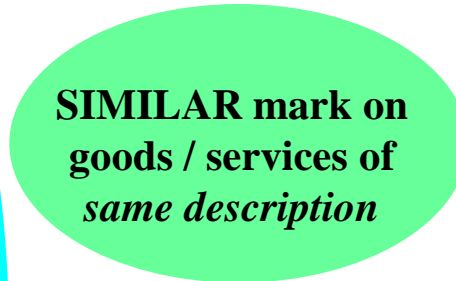 SIMILAR mark on
goods / services of
same description